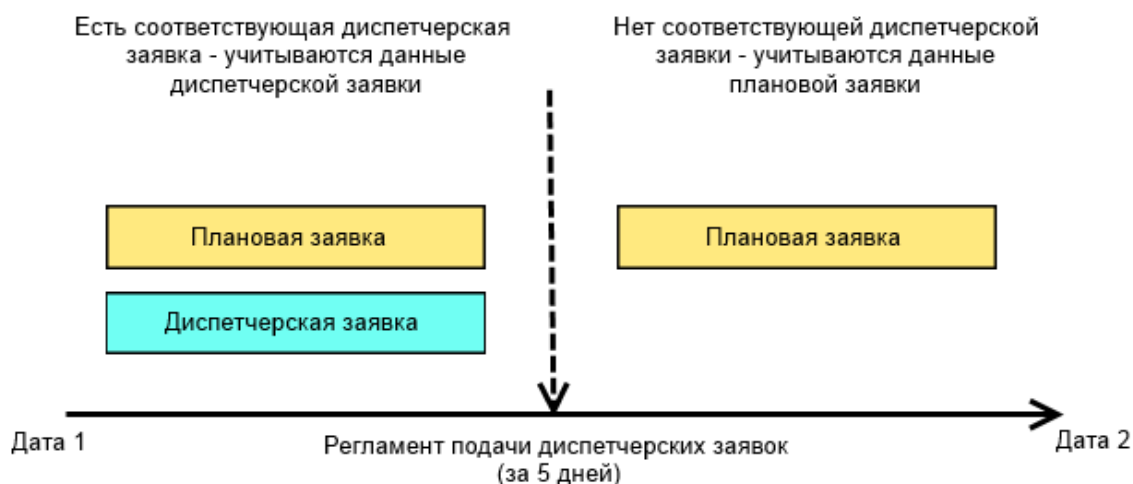 Есть соответствующая диспетчерская
заявка - учитываются данные
диспетчерской заявки
Нет соответствующей диспетчерской
заявки - учитываются данные
плановой заявки
Плановая заявка
Плановая заявка
Диспетчерская заявка
Дата 1
Регламент подачи диспетчерских заявок
(за 5 дней)
Дата 2